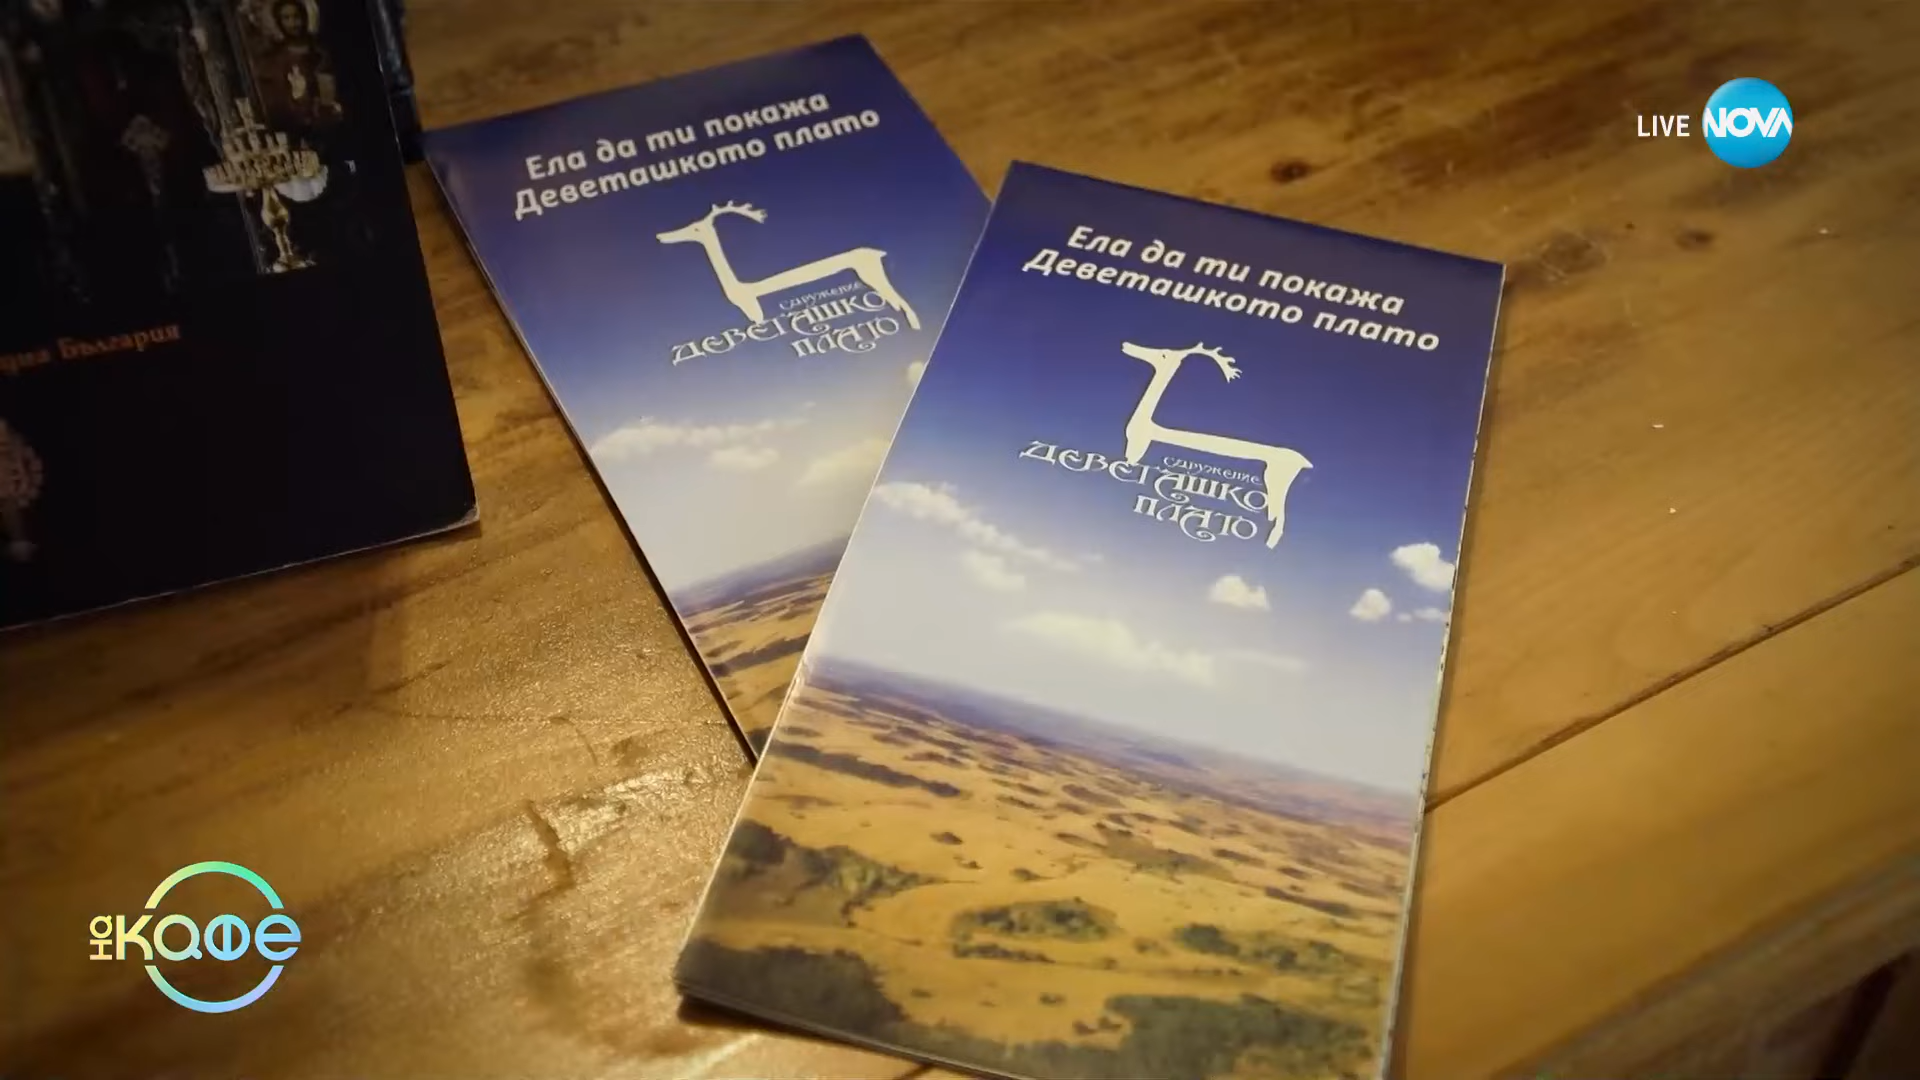 LIVE NOVA
Ела да ти покажа
Деветашкото плато
сдружение
ДЕВЕТАШКО
ПЛАТО
Ела да ти покажа
Деветашкото плато
сдружение
ДЕВЕТАШКО
ПЛАТО
България
на кафе